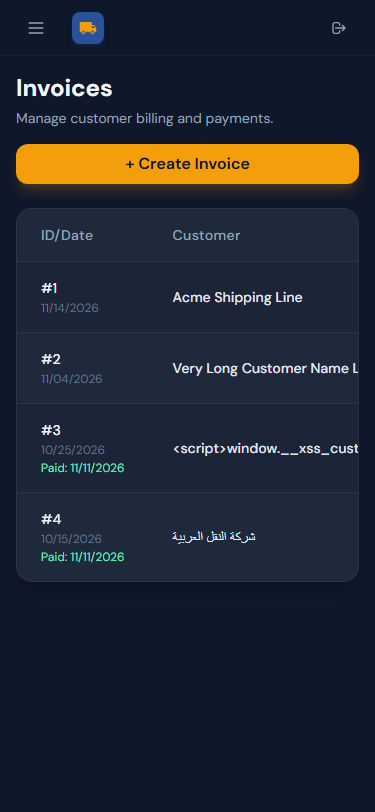 Invoices
Manage customer billing and payments.
+ Create Invoice
ID/Date Customer
#1
11/14/2026
Acme Shipping Line
#2
11/04/2026
Very Long Customer Name L
#3
10/25/2026
Paid: 11/11/2026
<script>window.__xss_cust
#4
10/15/2026
Paid: 11/11/2026
شركة النقل العربية